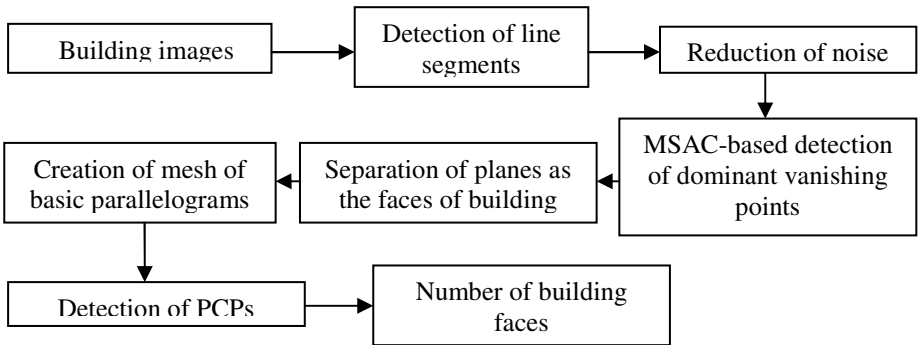 Building images
Detection of line
segments
Reduction of noise
MSAC-based detection
of dominant vanishing
points
Separation of planes as
the faces of building
Creation of mesh of
basic parallelograms
Detection of PCPs
Number of building
faces